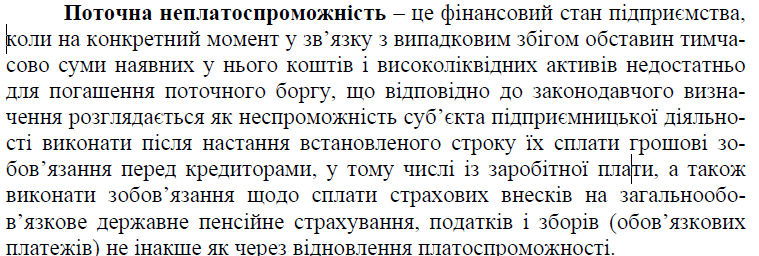 Поточна неплатоспроможність – це фінансовий стан підприємства,
коли на конкретний момент у зв’язку з випадковим збігом обставин тимча-
сово суми наявних у нього коштів і високоліквідних активів недостатньо
для погашення поточного боргу, що відповідно до законодавчого визна-
чення розглядається як неспроможність суб’єкта підприємницької діяльно-
сті виконати після настання встановленого строку їх сплати грошові зо-
бов’язання перед кредиторами, у тому числі із заробітної плати, а також
виконати зобов’язання щодо сплати страхових внесків на загальнообо-
в’язкове державне пенсійне страхування, податків і зборів (обов’язкових
платежів) не інакше як через відновлення платоспроможності.